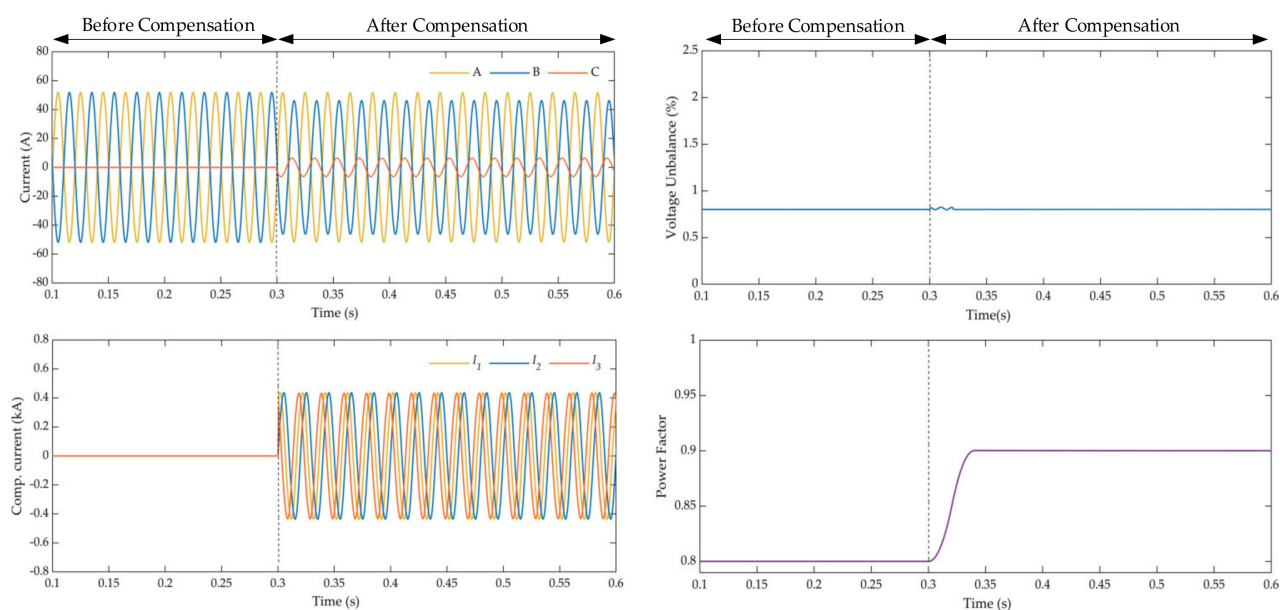 Before Compensation After Compensation
80
60
40
20
0
-20
-40
-60
-80
Current (A)
A B C
0.1 0.15 0.2 0.25 0.3 0.35 0.4 0.45 0.5 0.55 0.6
Time (s)
Before Compensation After Compensation
2.5
2
1.5
1
0.5
0
Voltage Unbalance (%)
0.1 0.15 0.2 0.25 0.3 0.35 0.4 0.45 0.5 0.55 0.6
Time(s)
0.8
0.6
0.4
0.2
0
-0.2
-0.4
-0.6
-0.8
Comp. current (kA)
I1 I2 I3
0.1 0.15 0.2 0.25 0.3 0.35 0.4 0.45 0.5 0.55 0.6
Time (s)
1
0.95
0.9
0.85
0.8
Power Factor
0.1 0.15 0.2 0.25 0.3 0.35 0.4 0.45 0.5 0.55 0.6
Time (s)